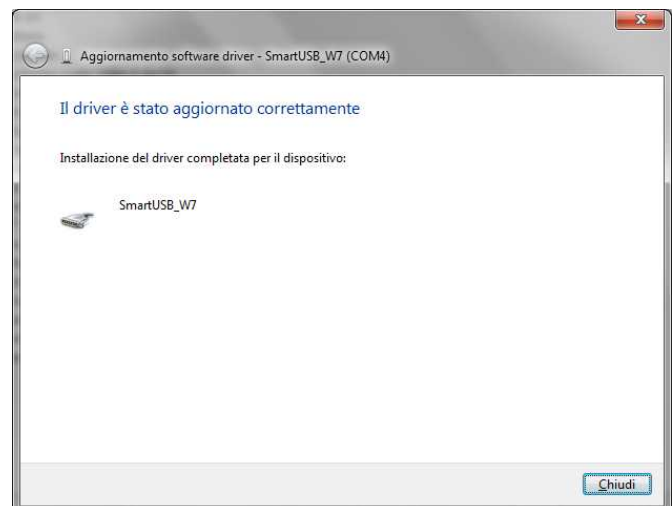 Aggiornamento software driver - SmartUSB_W7 (COM4)
Il driver è stato aggiornato correttamente
Installazione del driver completata per il dispositivo:
SmartUSB_W7
Chiudi